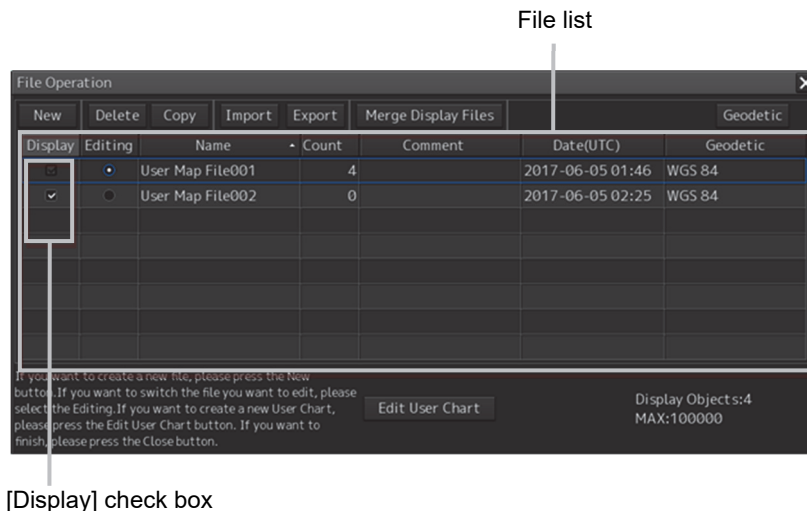 File list
File Operation
New Delete Copy Import Export Merge Display Files Geodetic
Display Editing Name Count Comment Date(UTC) Geodetic
User Map File001 4 2017-06-05 01:46 WGS 84
User Map File002 0 2017-06-05 02:25 WGS 84
If you want to create a new file, please press the New
button.If you want to switch the file you want to edit, please
select the Editing.If you want to create a new User Chart,
please press the Edit User Chart button. If you want to
finish, please press the Close button.
Edit User Chart
Display Objects:4
MAX:100000
[Display] check box